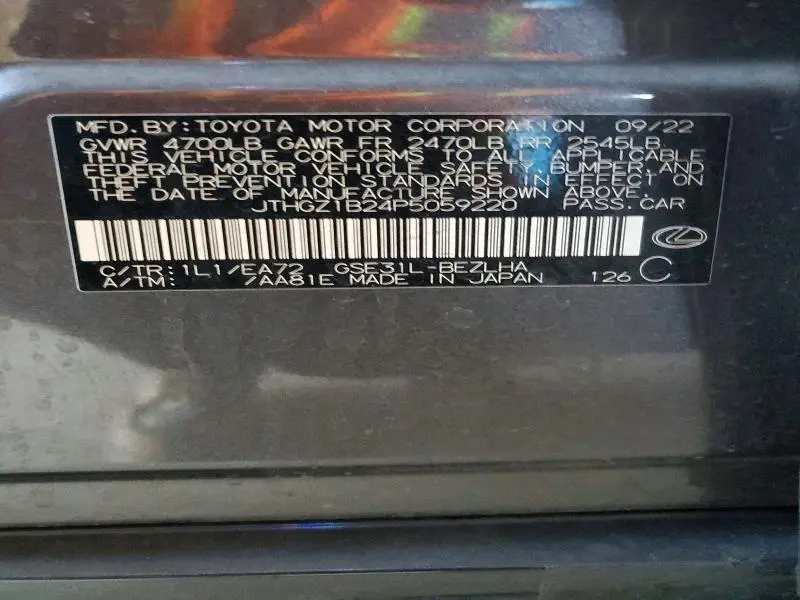 MFD.BY:TOYOTA MOTOR CORPORATION 09/22
GVWR 4700LB GAWR FR 2470LB RR 2545LB
THIS VEHICLE CONFORMS TO ALL APPLICABLE
FEDERAL MOTOR VEHICLE SAFETY,BUMPER,AND
THEFT PREVENTION STANDARDS IN EFFECT ON
THE DATE OF MANUFACTURE SHOWN ABOVE.
JTHGZ1B24P5059220 PASS.CAR
C/TR:1L1/EA72 GSE31L-BEZLHA
A/TM: /AA81E MADE IN JAPAN 126 C